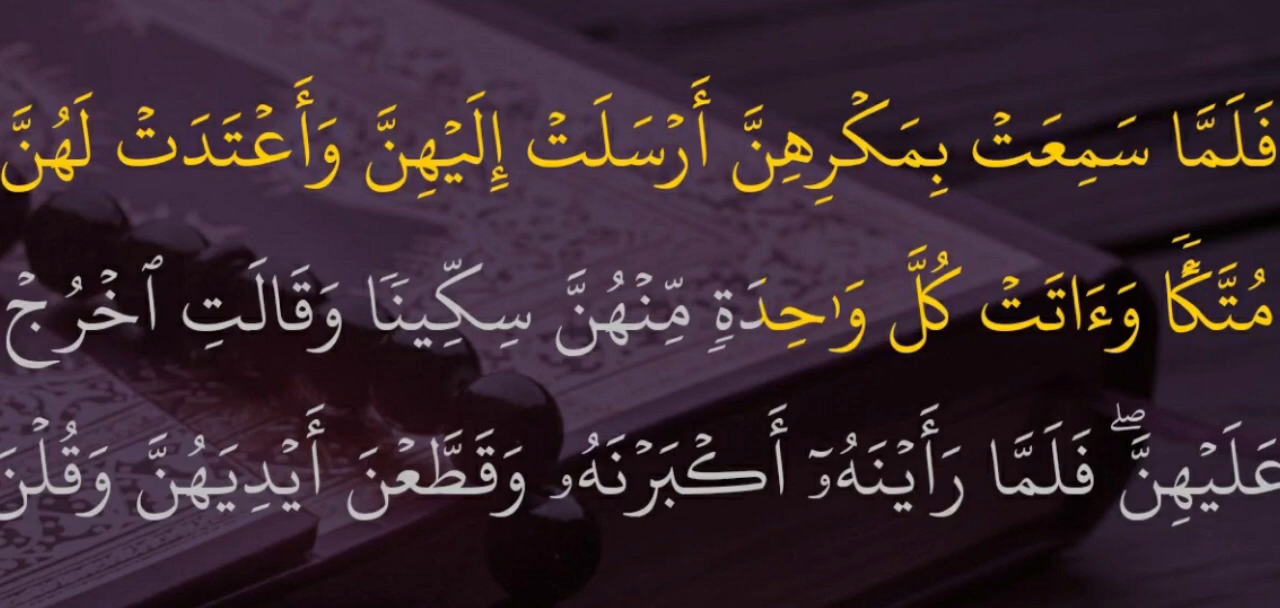 فَلَمَّا سَمِعَتْ بِمَكْرِهِنَّ أَرْسَلَتْ إِلَيْهِنَّ وَأَعْتَدَتْ لَهُنَّ
مُتَّكَـًٔا وَءَاتَتْ كُلَّ وَٰحِدَةٍ مِّنْهُنَّ سِكِّينًا وَقَالَتِ ٱخْرُجْ
عَلَيْهِنَّ ۖ فَلَمَّا رَأَيْنَهُۥٓ أَكْبَرْنَهُۥ وَقَطَّعْنَ أَيْدِيَهُنَّ وَقُلْنَ